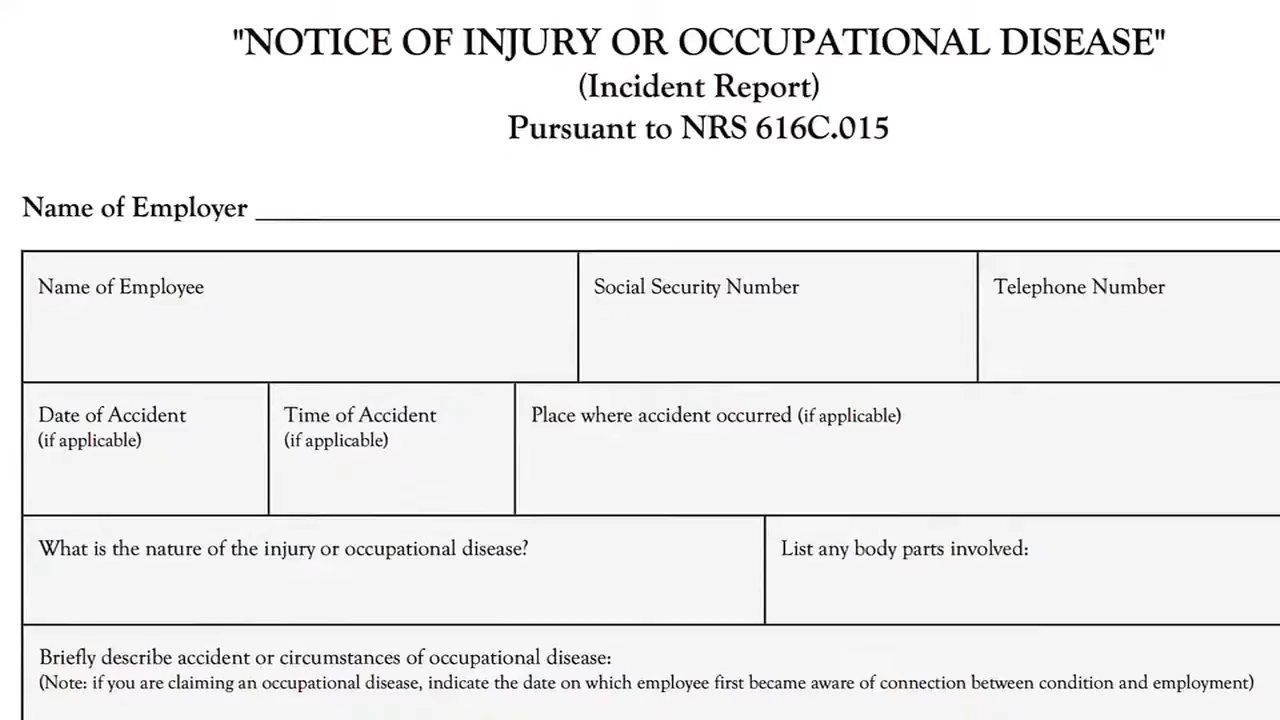 "NOTICE OF INJURY OR OCCUPATIONAL DISEASE"
(Incident Report)
Pursuant to NRS 616C.015
Name of Employer
Name of Employee
Social Security Number
Telephone Number
Date of Accident
(if applicable)
Time of Accident
(if applicable)
Place where accident occurred (if applicable)
What is the nature of the injury or occupational disease?
List any body parts involved:
Briefly describe accident or circumstances of occupational disease:
(Note: if you are claiming an occupational disease, indicate the date on which employee first became aware of connection between condition and employment)